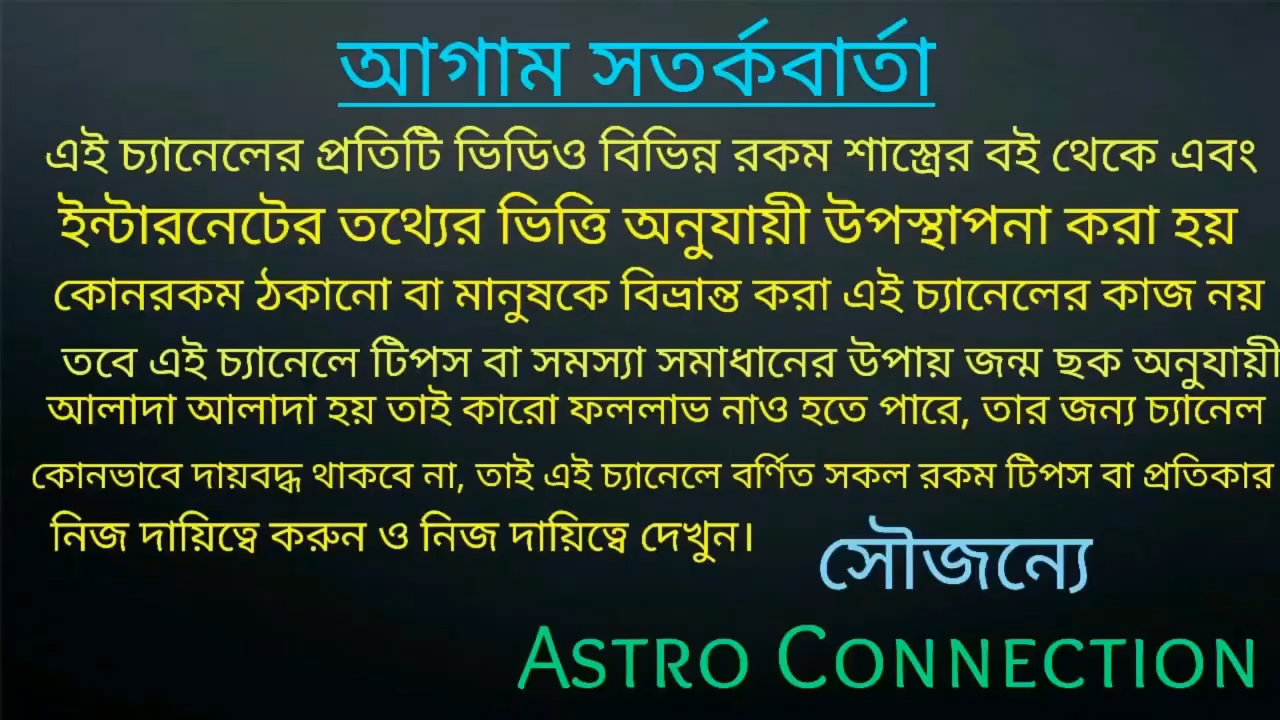 আগাম সতর্কবার্তা
এই চ্যানেলের প্রতিটি ভিডিও বিভিন্ন রকম শাস্ত্রের বই থেকে এবং
ইন্টারনেটের তথ্যের ভিত্তি অনুযায়ী উপস্থাপনা করা হয়
কোনরকম ঠকানো বা মানুষকে বিভ্রান্ত করা এই চ্যানেলের কাজ নয়
তবে এই চ্যানেলে টিপস বা সমস্যা সমাধানের উপায় জন্ম ছক অনুযায়ী
আলাদা আলাদা হয় তাই কারো ফললাভ নাও হতে পারে, তার জন্য চ্যানেল
কোনভাবে দায়বদ্ধ থাকবে না, তাই এই চ্যানেলে বর্ণিত সকল রকম টিপস বা প্রতিকার
নিজ দায়িত্বে করুন ও নিজ দায়িত্বে দেখুন।
সৌজন্যে
ASTRO CONNECTION